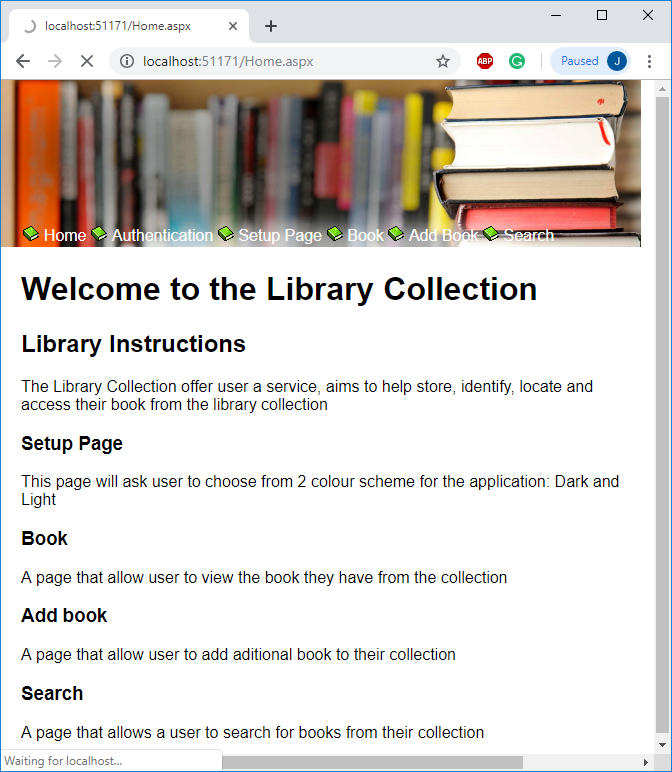 localhost:51171/Home.aspx
localhost:51171/Home.aspx
ABP
Paused J
Home Authentication Setup Page Book Add Book Search
Welcome to the Library Collection
Library Instructions
The Library Collection offer user a service, aims to help store, identify, locate and
access their book from the library collection
Setup Page
This page will ask user to choose from 2 colour scheme for the application: Dark and
Light
Book
A page that allow user to view the book they have from the collection
Add book
A page that allow user to add aditional book to their collection
Search
A page that allows a user to search for books from their collection
Waiting for localhost...